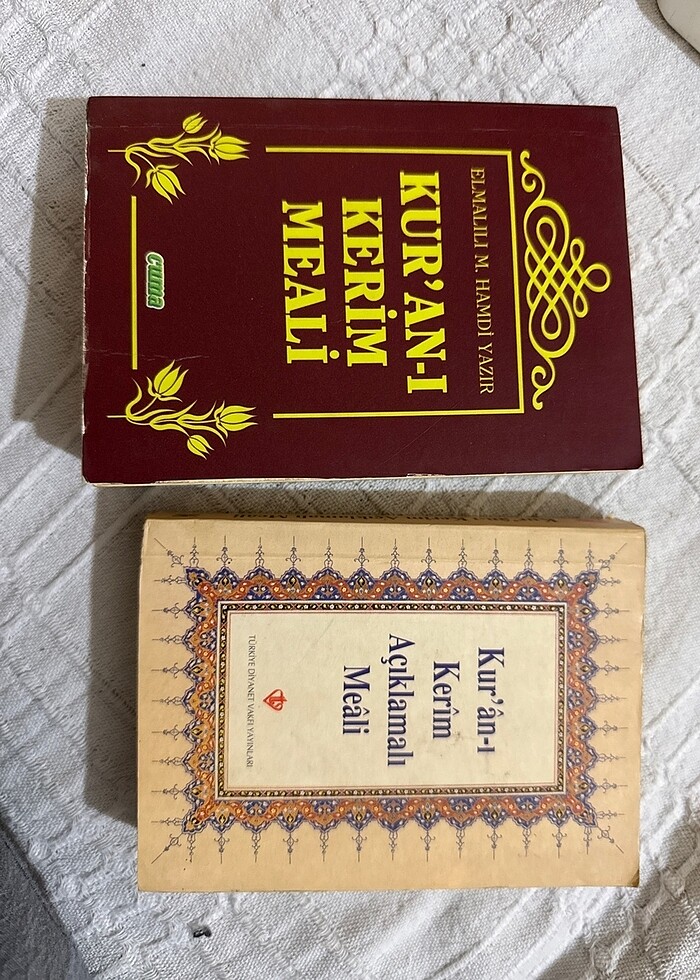 ELMALILI M. HAMDİ YAZIR
KUR'AN-I
KERİM
MEALİ
cuma
Kur'ân-ı
Kerîm
Açıklamalı
Meâli
TÜRKİYE DİYANET VAKFI YAYINLARI